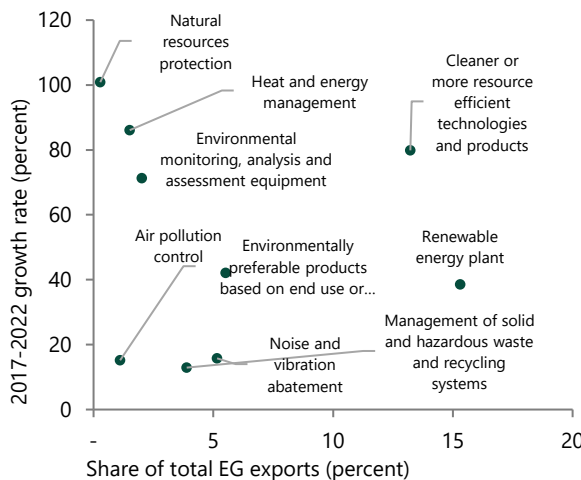 120
100
80
60
40
20
0
2017-2022 growth rate (percent)
Natural
resources
protection
Heat and energy
management
Cleaner or
more resource
efficient
technologies
and products
Environmental
monitoring, analysis and
assessment equipment
Air pollution
control
Environmentally
preferable products
based on end use or...
Renewable
energy plant
Noise and
vibration
abatement
Management of solid
and hazardous waste
and recycling
systems
- 5 10 15 20
Share of total EG exports (percent)